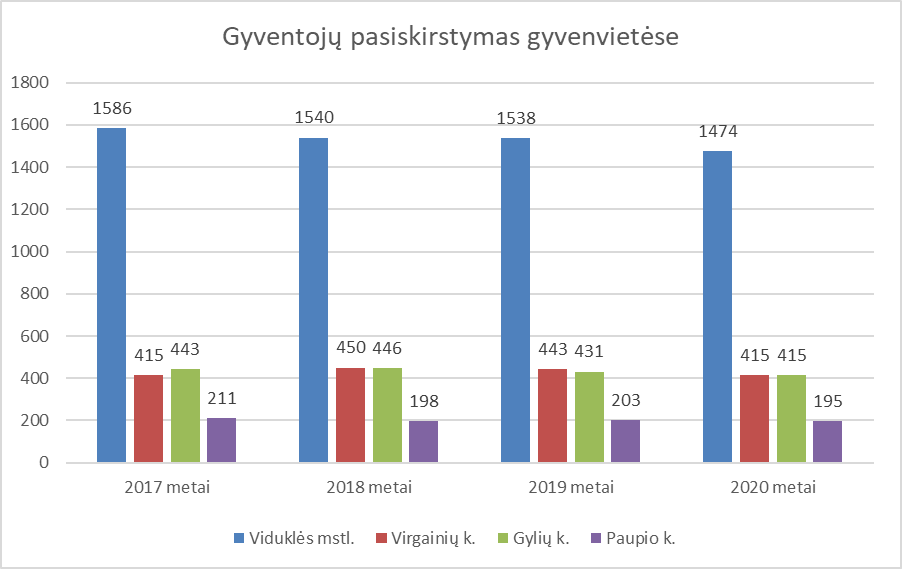 Gyventojų pasiskirstymas gyvenvietėse
1800
1600
1400
1200
1000
800
600
400
200
0
1586
415
443
211
1540
450
446
198
1538
443
431
203
1474
415
415
195
2017 metai
2018 metai
2019 metai
2020 metai
Viduklės mstl.
Virgainių k.
Gylių k.
Paupio k.